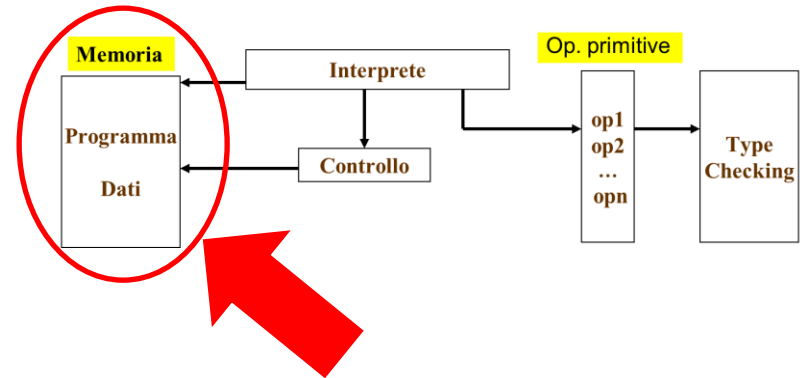 Memoria
Interprete
Op. primitive
Programma
Dati
Controllo
op1
op2
...
opn
Type
Checking